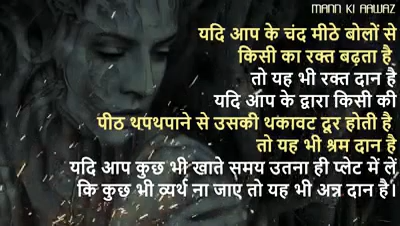 MANN KI AAWAZ
यदि आप के चंद मीठे बोलों से
किसी का रक्त बढ़ता है
तो यह भी रक्त दान है
यदि आप के द्वारा किसी की
पीठ थपथपाने से उसकी थकावट दूर होती है
तो यह भी श्रम दान है
यदि आप कुछ भी खाते समय उतना ही प्लेट में लें
कि कुछ भी व्यर्थ ना जाए तो यह भी अन्न दान है।